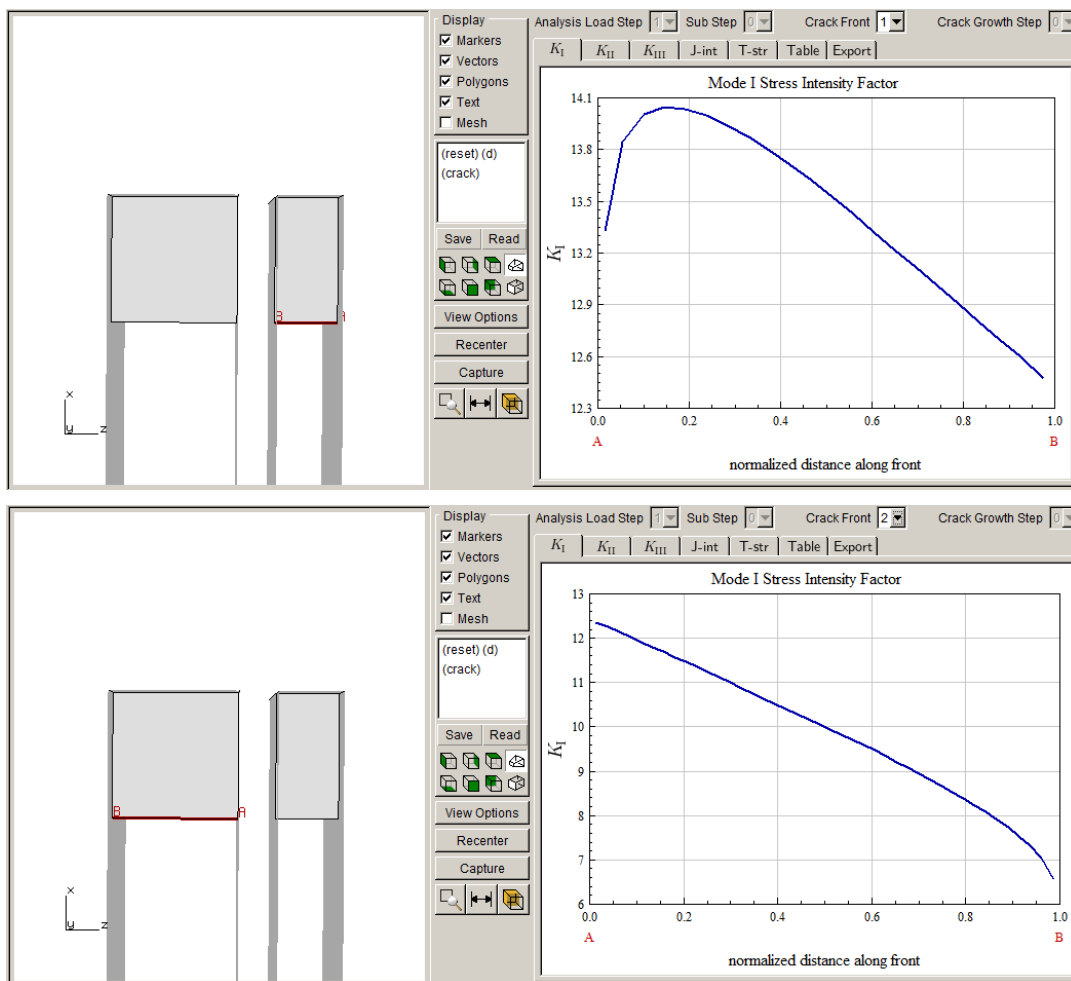 Display
Markers
Vectors
Polygons
Text
Mesh
(reset) (d)
(crack)
Save Read
View Options
Recenter
Capture
B A
x
y z
Analysis Load Step 1 Sub Step 0 Crack Front 1 Crack Growth Step 0
KI KII KIII J-int T-str Table Export
Mode I Stress Intensity Factor
14.1
13.8
13.5
13.2
12.9
12.6
12.3
KI
0.0 0.2 0.4 0.6 0.8 1.0
A B
normalized distance along front
Display
Markers
Vectors
Polygons
Text
Mesh
(reset) (d)
(crack)
Save Read
View Options
Recenter
Capture
B A
x
y z
Analysis Load Step 1 Sub Step 0 Crack Front 2 Crack Growth Step 0
KI KII KIII J-int T-str Table Export
Mode I Stress Intensity Factor
13
12
11
10
9
8
7
6
KI
0.0 0.2 0.4 0.6 0.8 1.0
A B
normalized distance along front